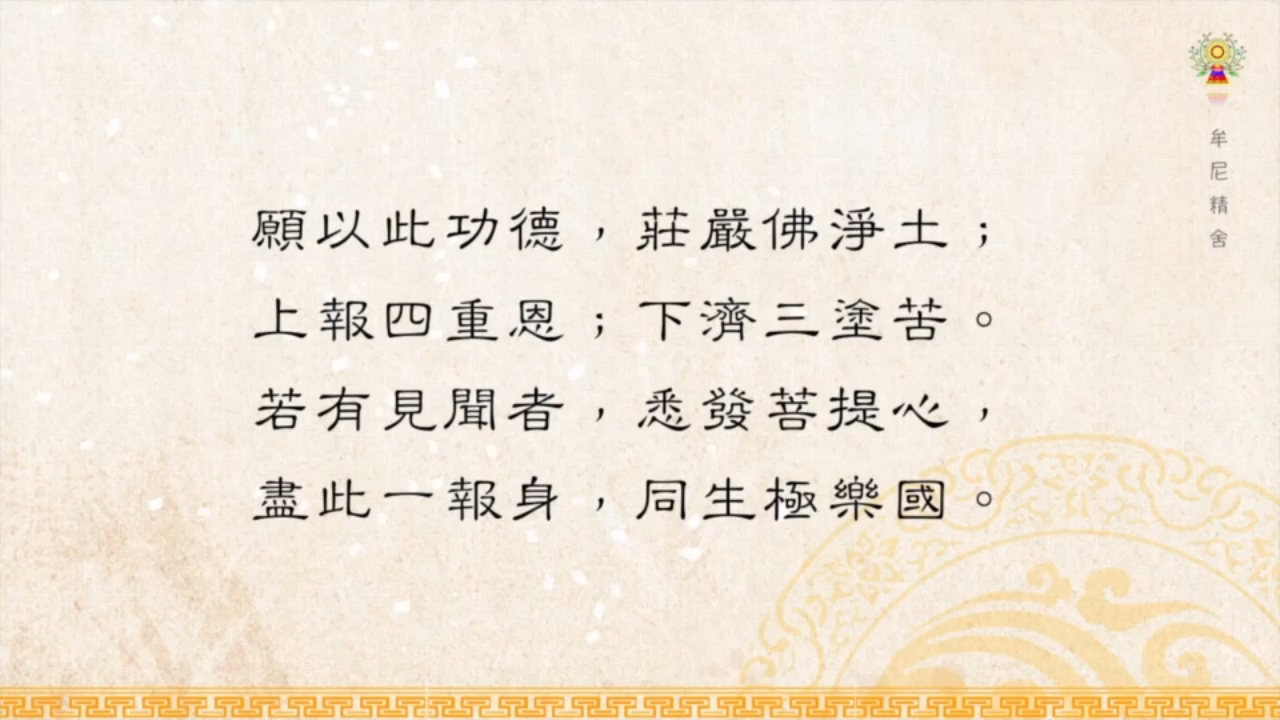 願以此功德，莊嚴佛淨土；
上報四重恩；下濟三塗苦。
若有見聞者，悉發菩提心，
盡此一報身，同生極樂國。
牟尼精舍